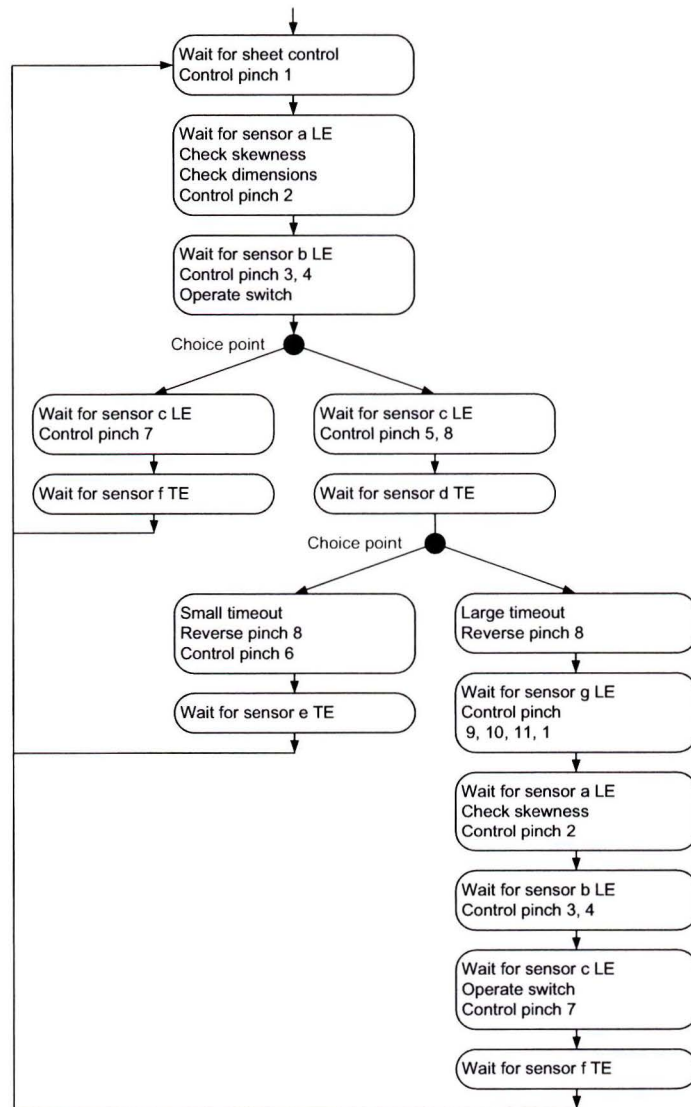 Wait for sheet control
Control pinch 1
Wait for sensor a LE
Check skewness
Check dimensions
Control pinch 2
Wait for sensor b LE
Control pinch 3, 4
Operate switch
Choice point
Wait for sensor c LE
Control pinch 7
Wait for sensor f TE
Wait for sensor c LE
Control pinch 5, 8
Wait for sensor d TE
Choice point
Small timeout
Reverse pinch 8
Control pinch 6
Wait for sensor e TE
Large timeout
Reverse pinch 8
Wait for sensor g LE
Control pinch
9, 10, 11, 1
Wait for sensor a LE
Check skewness
Control pinch 2
Wait for sensor b LE
Control pinch 3, 4
Wait for sensor c LE
Operate switch
Control pinch 7
Wait for sensor f TE